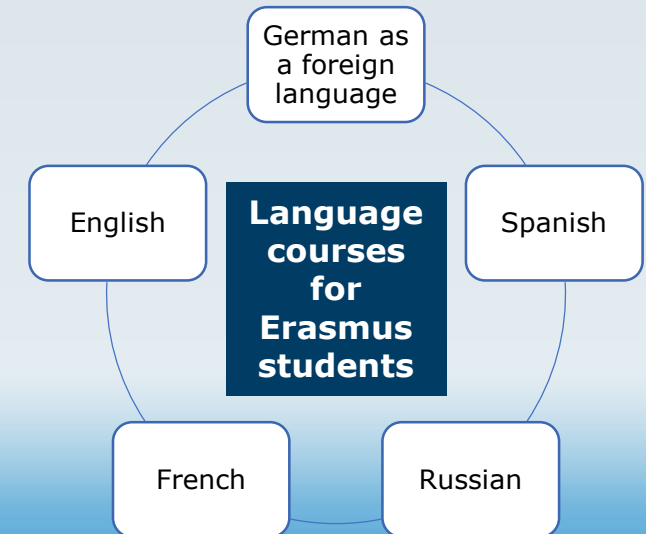 German as
a foreign
language
English
Language
courses
for
Erasmus
students
Spanish
French
Russian